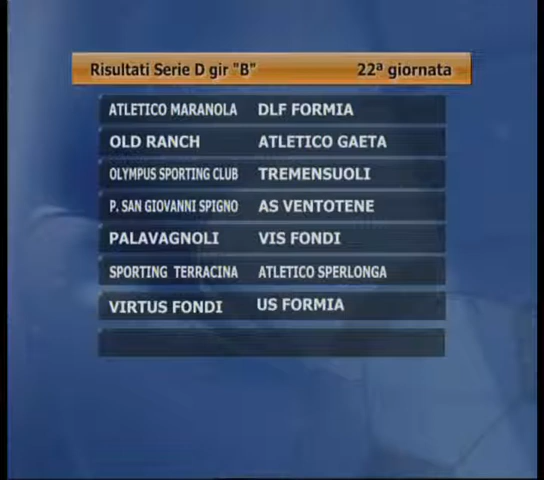 Risultati Serie D gir "B" 22ª giornata
ATLETICO MARANOLA DLF FORMIA
OLD RANCH ATLETICO GAETA
OLYMPUS SPORTING CLUB TREMENSUOLI
P. SAN GIOVANNI SPIGNO AS VENTOTENE
PALAVAGNOLI VIS FONDI
SPORTING TERRACINA ATLETICO SPERLONGA
VIRTUS FONDI US FORMIA